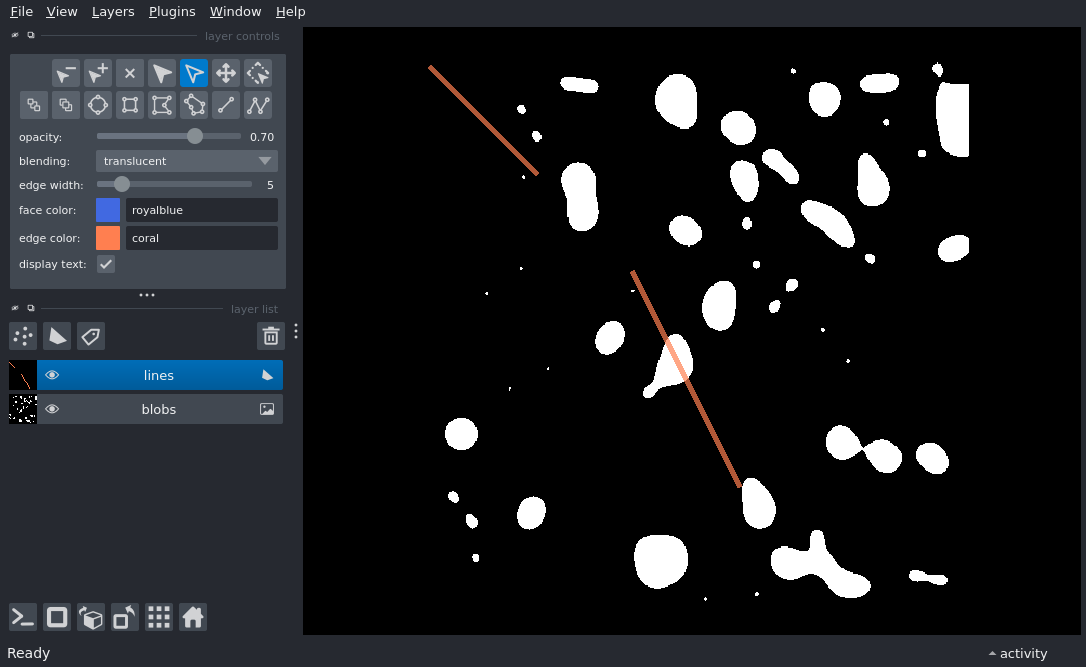 File View Layers Plugins Window Help
layer controls
opacity: 0.70
blending: translucent
edge width: 5
face color: royalblue
edge color: coral
display text:
layer list
lines
blobs
Ready
activity